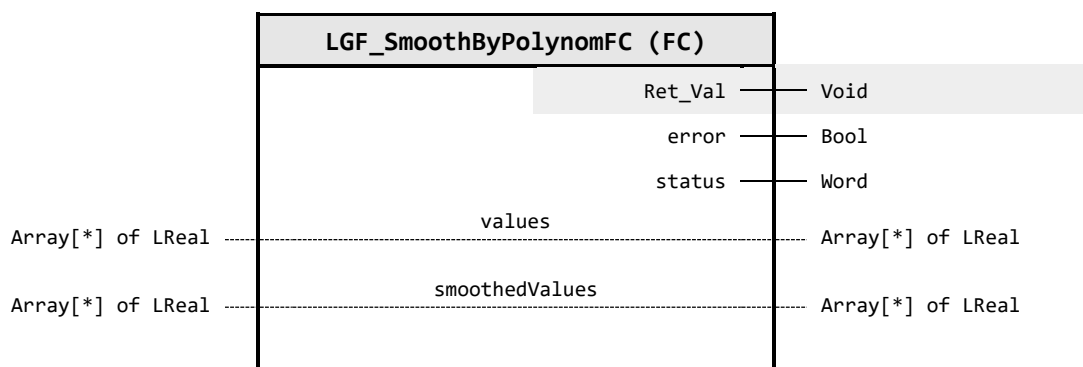 LGF_SmoothByPolynomFC (FC)
Ret_Val Void
error Bool
status Word
values
Array[*] of LReal Array[*] of LReal
smoothedValues
Array[*] of LReal Array[*] of LReal